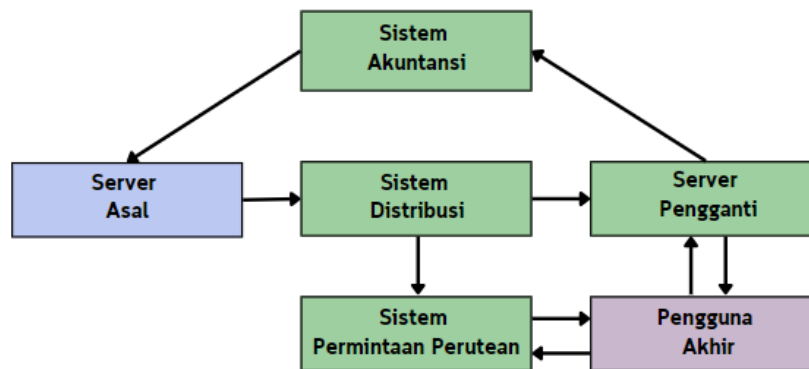 Sistem
Akuntansi
Server
Asal
Sistem
Distribusi
Server
Pengganti
Sistem
Permintaan Perutean
Pengguna
Akhir